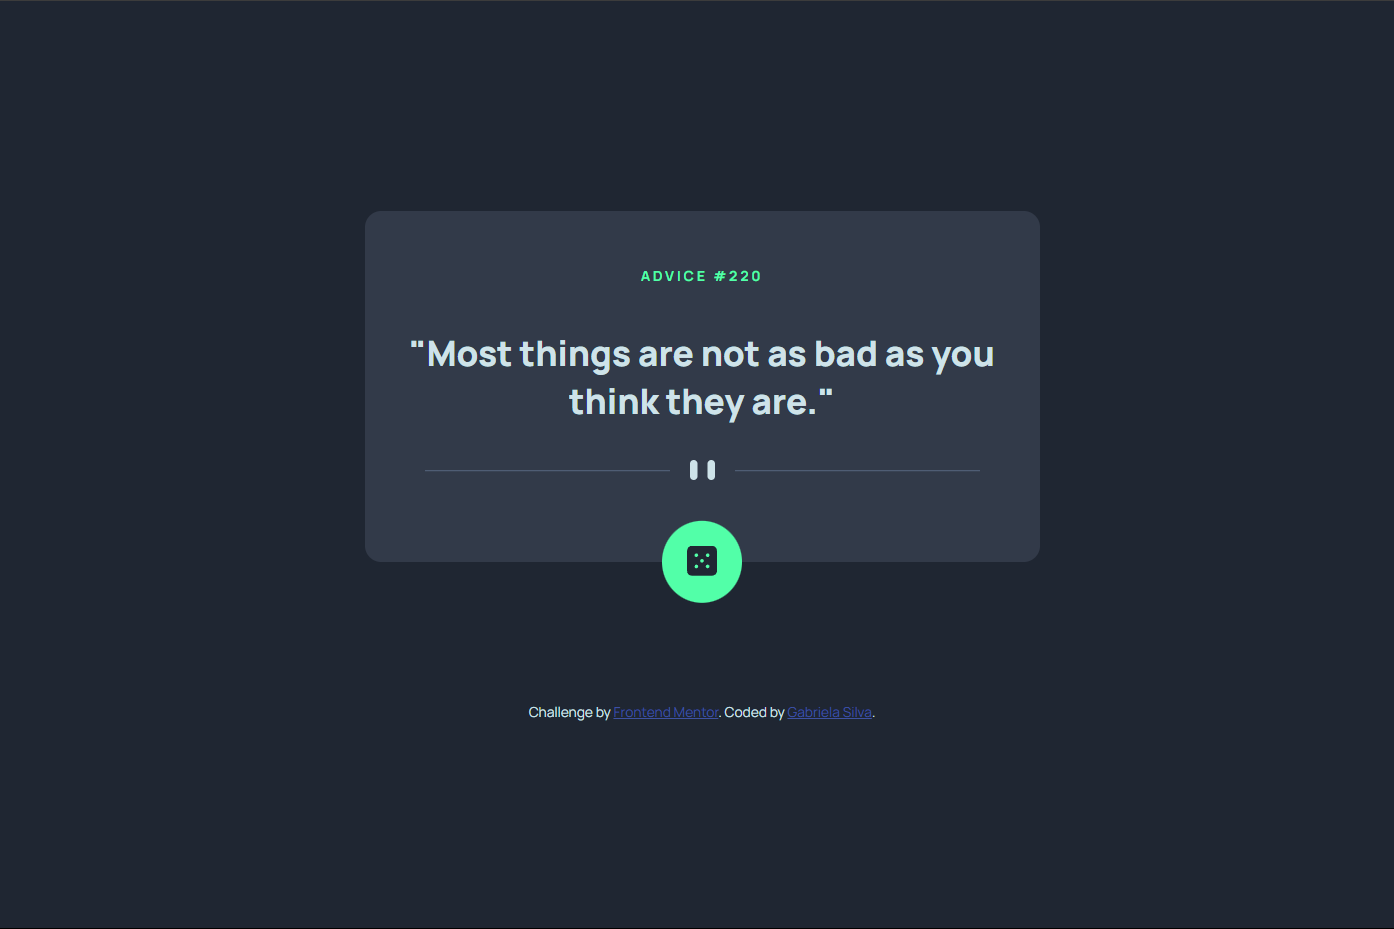 ADVICE #220
"Most things are not as bad as you
think they are."
Challenge by Frontend Mentor. Coded by Gabriela Silva.